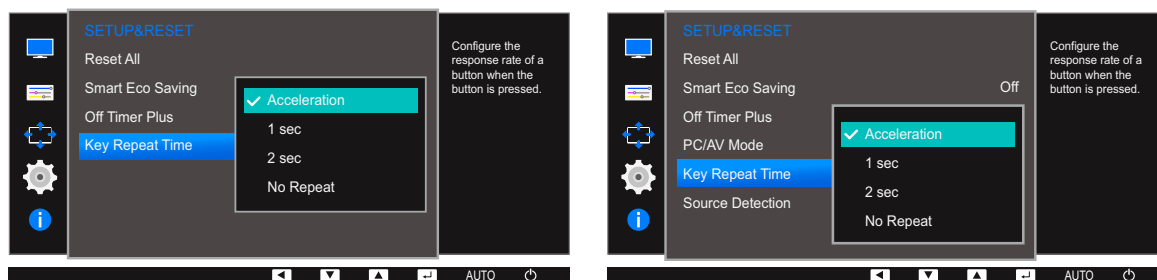 SETUP&RESET
Reset All
Smart Eco Saving
Off Timer Plus
Key Repeat Time
Acceleration
1 sec
2 sec
No Repeat
Configure the
response rate of a
button when the
button is pressed.
AUTO
SETUP&RESET
Reset All
Smart Eco Saving Off
Off Timer Plus
PC/AV Mode
Key Repeat Time
Source Detection
Acceleration
1 sec
2 sec
No Repeat
Configure the
response rate of a
button when the
button is pressed.
AUTO